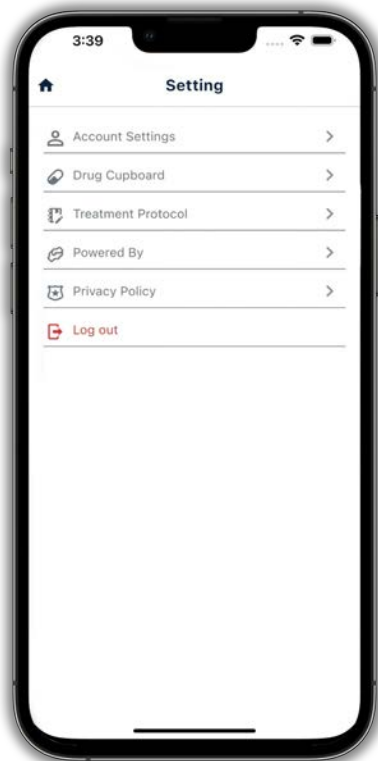 3:39
Setting
Account Settings
Drug Cupboard
Treatment Protocol
Powered By
Privacy Policy
Log out